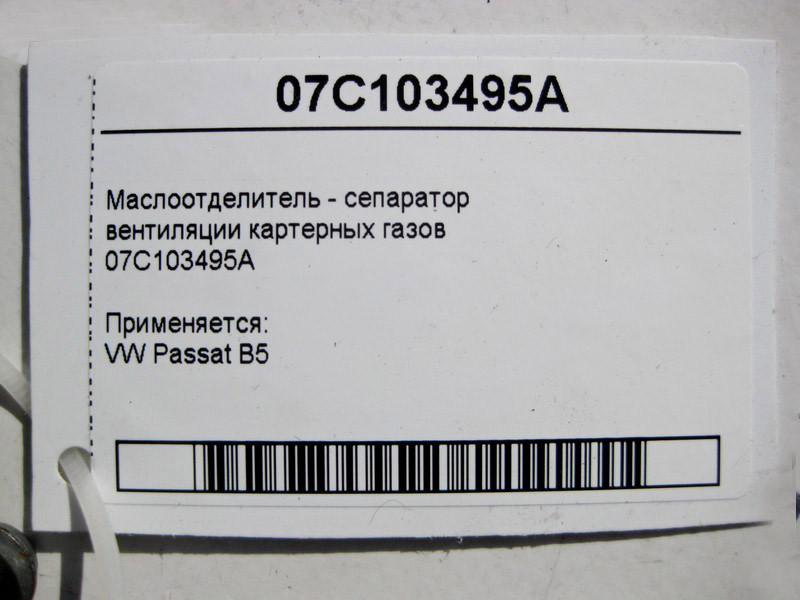 07C103495A
Маслоотделитель - сепаратор
вентиляции картерных газов
07C103495A
Применяется:
VW Passat B5